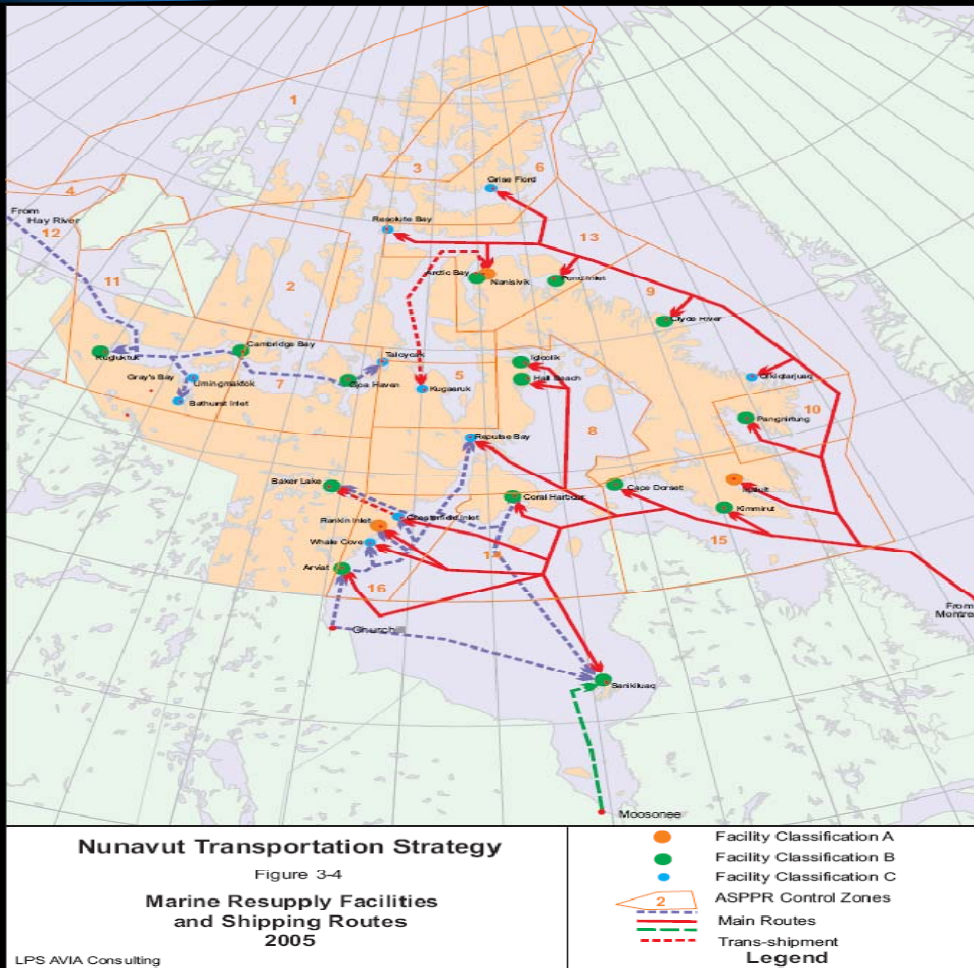 1
3
6
4
Grise Fiord
From
Hay River
12
Resolute Bay
13
11
2
Arctic Bay
Nanisivik
Pond Inlet
9
Clyde River
Cambridge Bay
Kugluktuk
Taloyoak
Igloolik
Gray's Bay
Umingmaktok
7
Gjoa Haven
5
Kugaaruk
Hall Beach
Qikiqtarjuaq
Bathurst Inlet
10
Pangnirtung
8
Repulse Bay
Baker Lake
Cape Dorset
Iqaluit
Coral Harbour
Kimmirut
Rankin Inlet
Chesterfield Inlet
Whale Cove
15
Arviat
16
From
Churchill
Sanikiluaq
Moosonee
Nunavut Transportation Strategy
Figure 3-4
Marine Resupply Facilities
and Shipping Routes
2005
LPS AVIA Consulting
Facility Classification A
Facility Classification B
Facility Classification C
2
ASPPR Control Zones
Main Routes
Trans-shipment
Legend